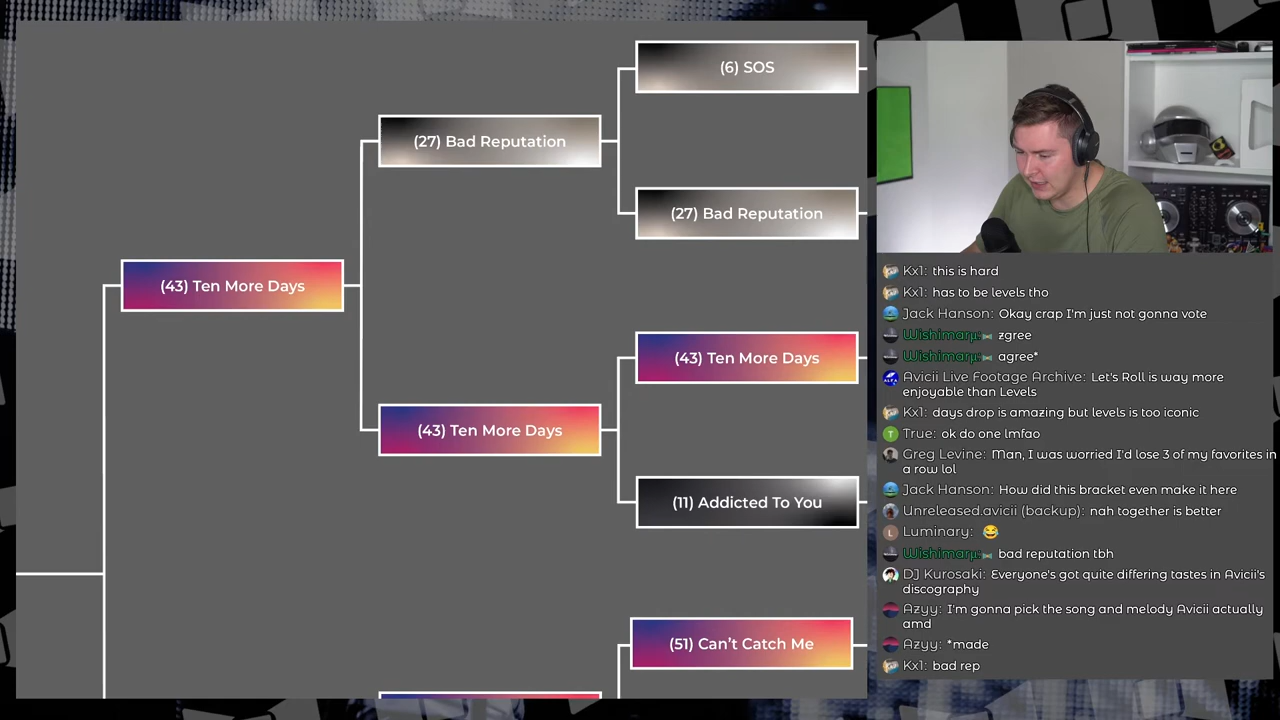 (6) SOS
(27) Bad Reputation
(27) Bad Reputation
(43) Ten More Days
(43) Ten More Days
(43) Ten More Days
(11) Addicted To You
(51) Can't Catch Me
Kx1: this is hard
Kx1: has to be levels tho
Jack Hanson: Okay crap I'm just not gonna vote
Wishimarµ: zgree
Wishimarµ: agree*
Avicii Live Footage Archive: Let's Roll is way more
enjoyable than Levels
Kx1: days drop is amazing but levels is too iconic
True: ok do one lmfao
Greg Levine: Man, I was worried I'd lose 3 of my favorites in
a row lol
Jack Hanson: How did this bracket even make it here
Unreleased.avicii (backup): nah together is better
Luminary: 😂
Wishimarµ: bad reputation tbh
DJ Kurosaki: Everyone's got quite differing tastes in Avicii's
discography
Azyy: I'm gonna pick the song and melody Avicii actually
amd
Azyy: *made
Kx1: bad rep